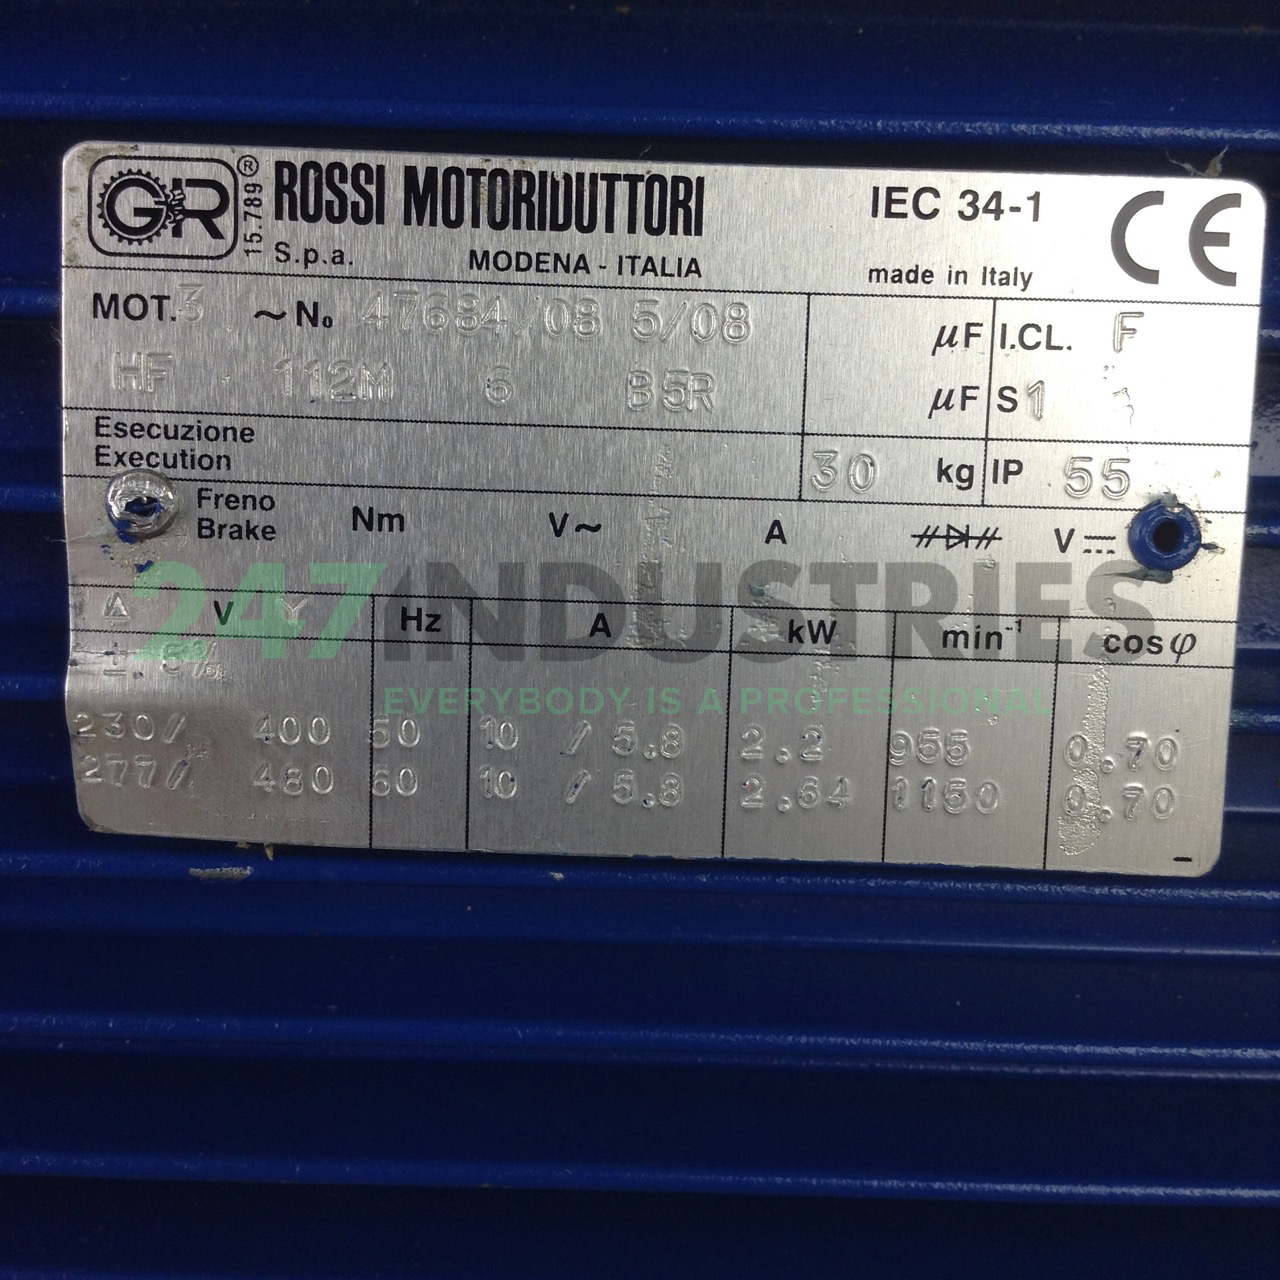 GR ® 15.789 ROSSI MOTORIDUTTORI
S.p.a. MODENA - ITALIA
IEC 34-1
made in Italy
CE
MOT. 3 ~ No 47684/08 5/08 µF I.CL. F
HF 112M 6 B5R µF S1
Esecuzione
Execution
30 kg IP 55
Freno
Brake
Nm V~ A V
247 INDUSTRIES
EVERYBODY IS A PROFESSIONAL
Δ V Y Hz A kW min⁻¹ cosφ
± 5%
230/ 400 50 10 / 5.8 2.2 955 0.70
277/ 480 60 10 / 5.8 2.64 1150 0.70